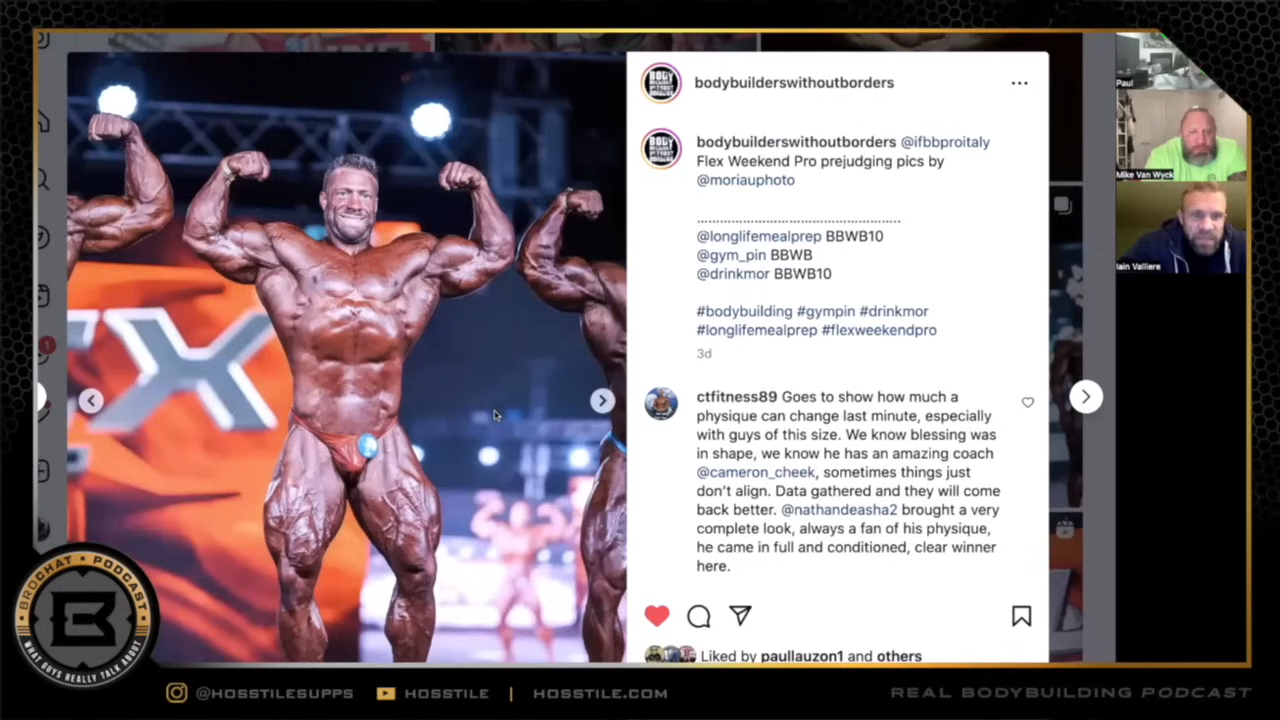 bodybuilderswithoutborders
bodybuilderswithoutborders @ifbbproitaly
Flex Weekend Pro prejudging pics by
@moriauphoto
................................................
@longlifemealprep BBWB10
@gym_pin BBWB
@drinkmor BBWB10
#bodybuilding #gympin #drinkmor
#longlifemealprep #flexweekendpro
3d
ctfitness89 Goes to show how much a
physique can change last minute, especially
with guys of this size. We know blessing was
in shape, we know he has an amazing coach
@cameron_cheek, sometimes things just
don't align. Data gathered and they will come
back better. @nathandeasha2 brought a very
complete look, always a fan of his physique,
he came in full and conditioned, clear winner
here.
Liked by paullauzon1 and others
Paul
Mike Van Wyck
Iain Valliere
EX
1
BROCHAT • PODCAST
B
WHAT GUYS REALLY TALK ABOUT
@HOSSTILESUPPS
HOSSTILE | HOSSTILE.COM
REAL BODYBUILDING PODCAST